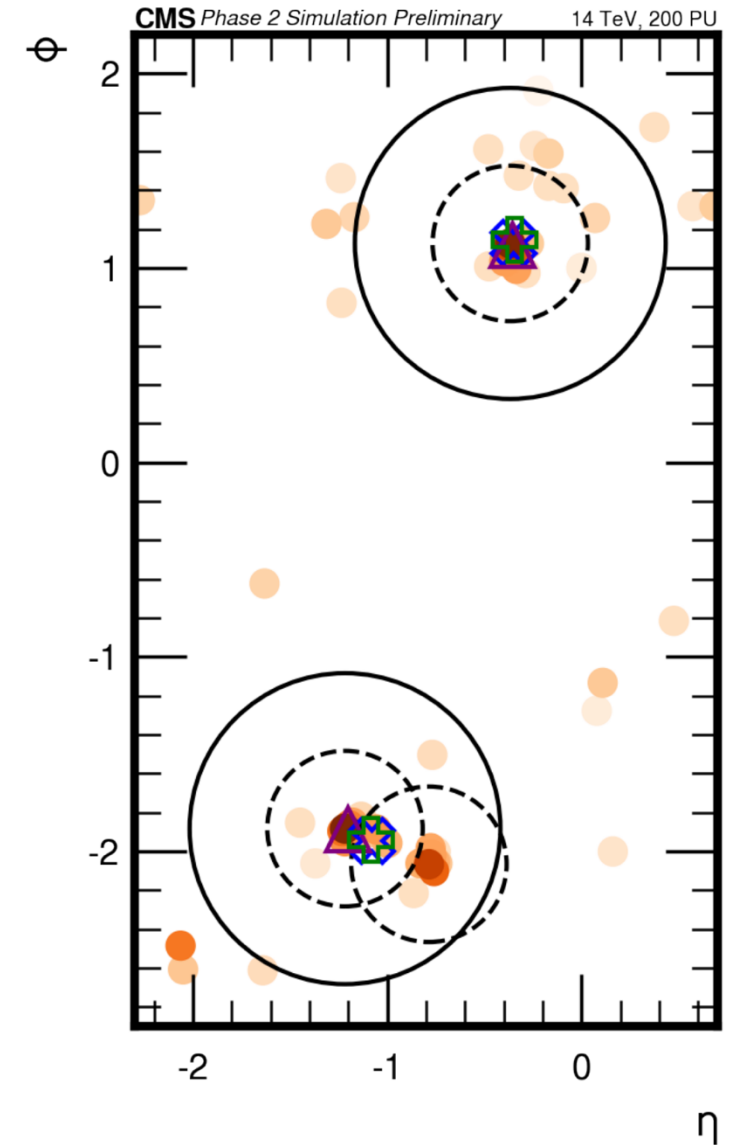 CMS Phase 2 Simulation Preliminary 14 TeV, 200 PU
ϕ
2
1
0
-1
-2
-2 -1 0
η